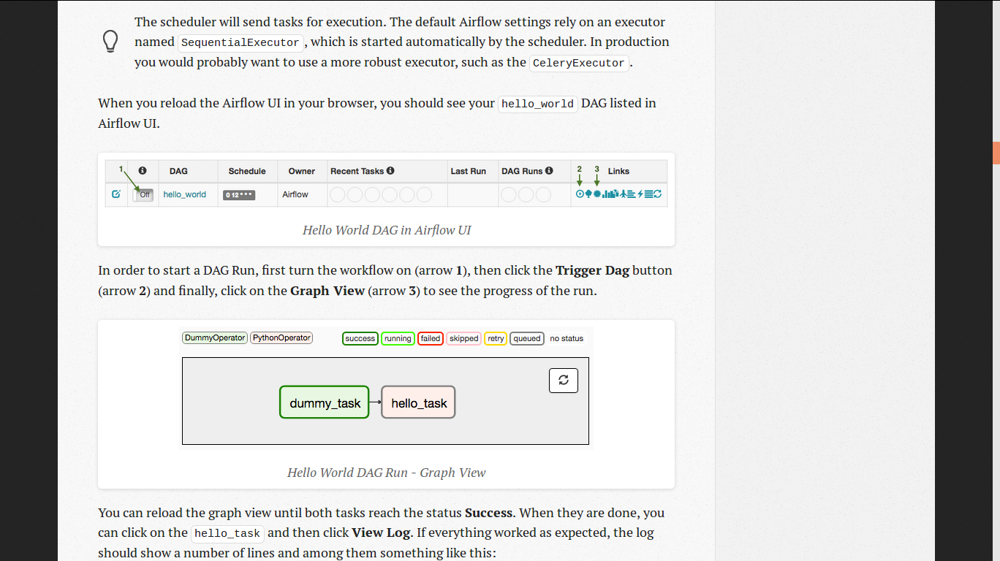 The scheduler will send tasks for execution. The default Airflow settings rely on an executor
named SequentialExecutor, which is started automatically by the scheduler. In production
you would probably want to use a more robust executor, such as the CeleryExecutor.
When you reload the Airflow UI in your browser, you should see your hello_world DAG listed in
Airflow UI.
1 DAG Schedule Owner Recent Tasks Last Run DAG Runs 2 3 Links
Off hello_world 0 12 * * * Airflow
Hello World DAG in Airflow UI
In order to start a DAG Run, first turn the workflow on (arrow 1), then click the Trigger Dag button
(arrow 2) and finally, click on the Graph View (arrow 3) to see the progress of the run.
DummyOperator PythonOperator success running failed skipped retry queued no status
dummy_task hello_task
Hello World DAG Run - Graph View
You can reload the graph view until both tasks reach the status Success. When they are done, you
can click on the hello_task and then click View Log. If everything worked as expected, the log
should show a number of lines and among them something like this: